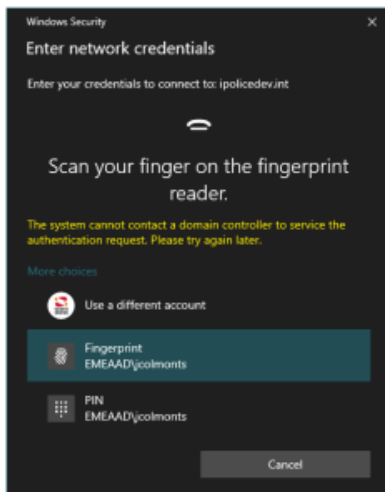 Windows Security
Enter network credentials
Enter your credentials to connect to: ipolicedev.int
Scan your finger on the fingerprint
reader.
The system cannot contact a domain controller to service the
authentication request. Please try again later.
More choices
Use a different account
Fingerprint
EMEAAD\jcolmonts
PIN
EMEAAD\jcolmonts
Cancel